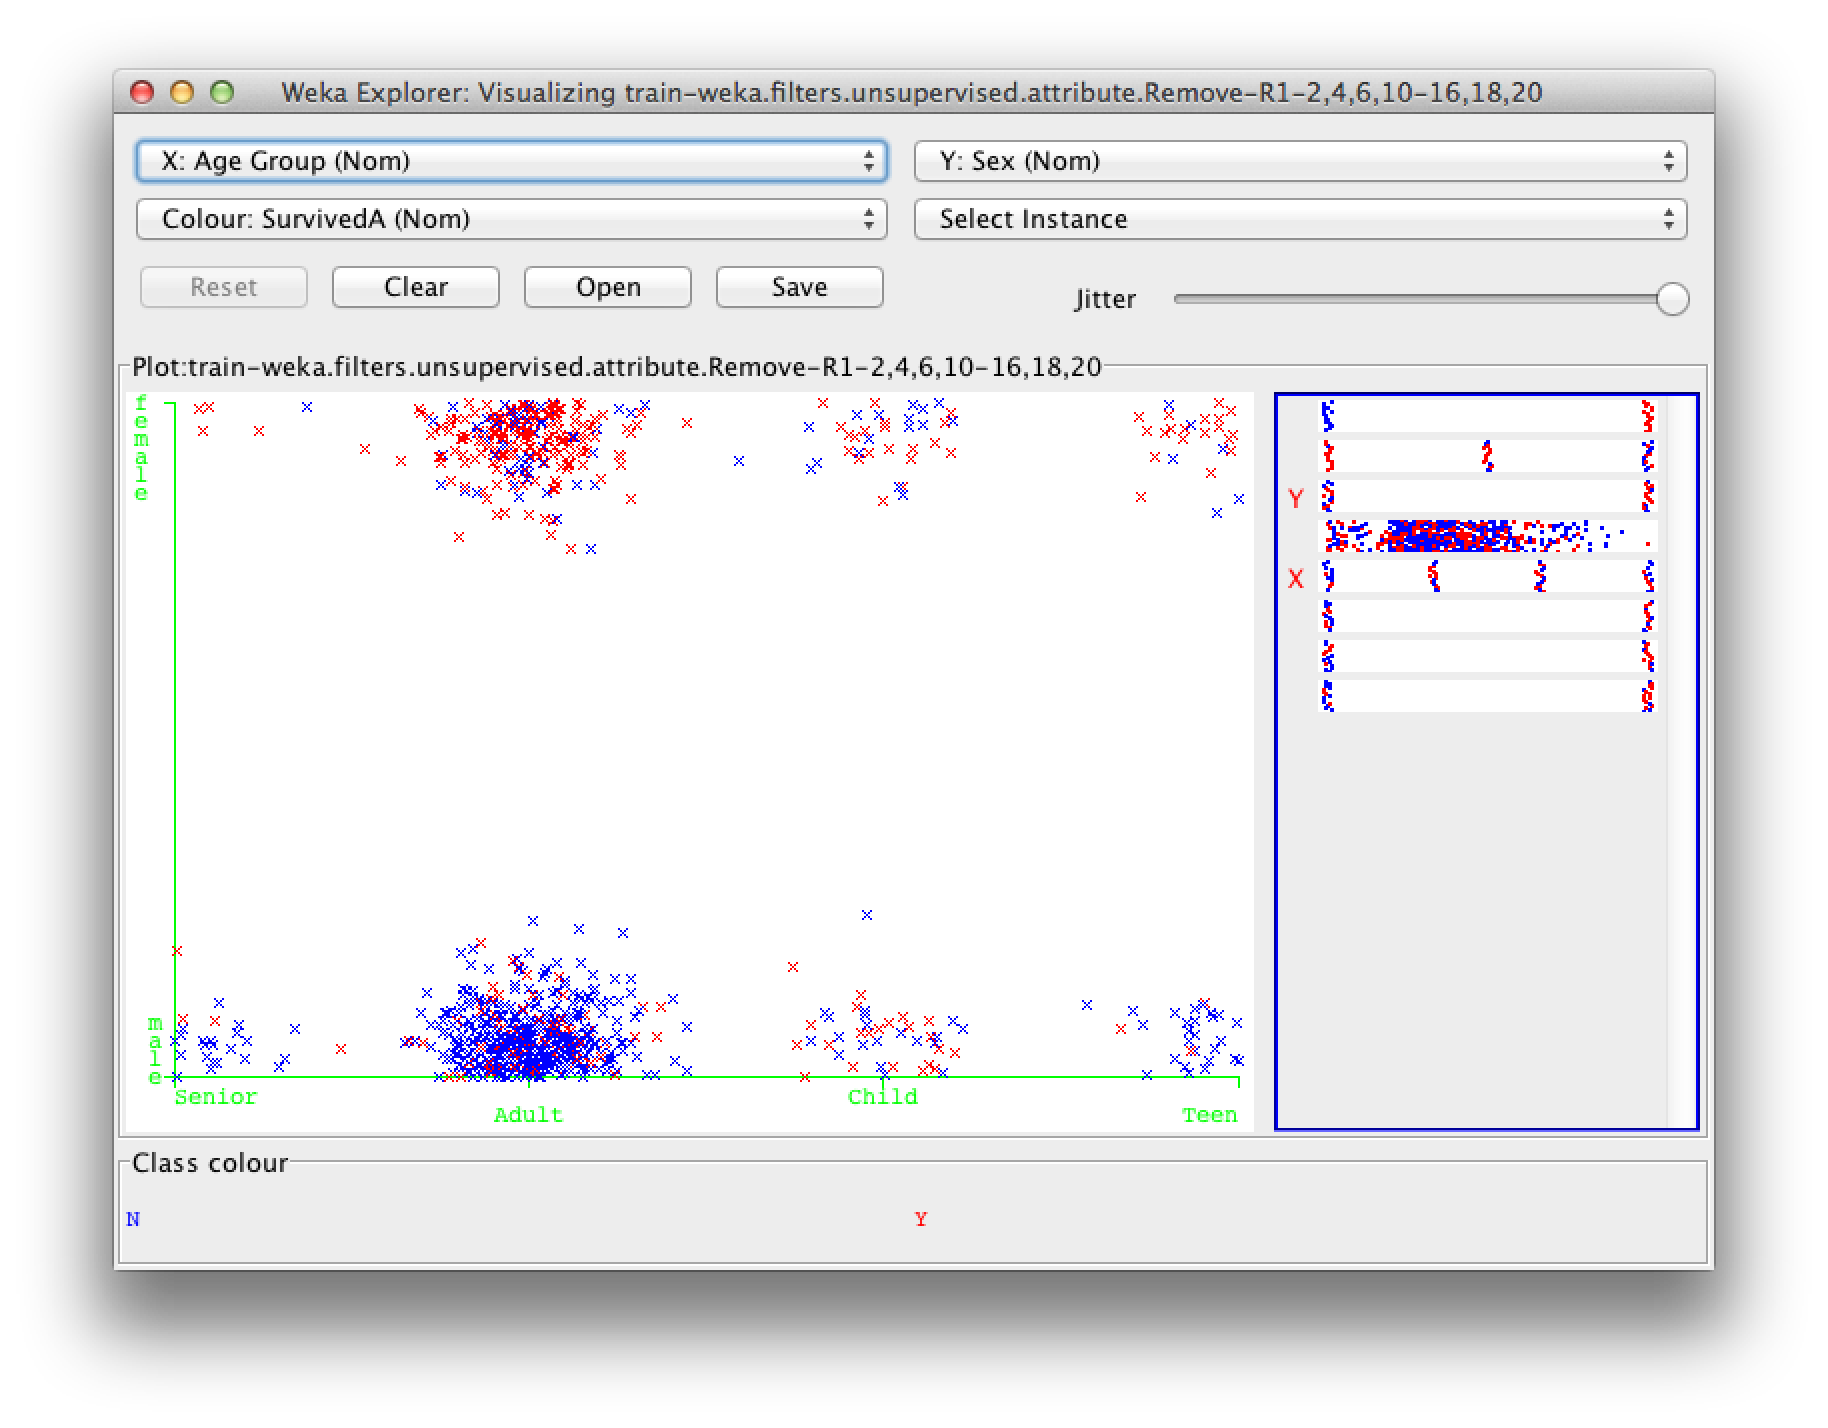 Weka Explorer: Visualizing train-weka.filters.unsupervised.attribute.Remove-R1-2,4,6,10-16,18,20
X: Age Group (Nom)
Y: Sex (Nom)
Colour: SurvivedA (Nom)
Select Instance
Reset
Clear
Open
Save
Jitter
Plot:train-weka.filters.unsupervised.attribute.Remove-R1-2,4,6,10-16,18,20
female
male
Senior
Adult
Child
Teen
Y
X
Class colour
N
Y